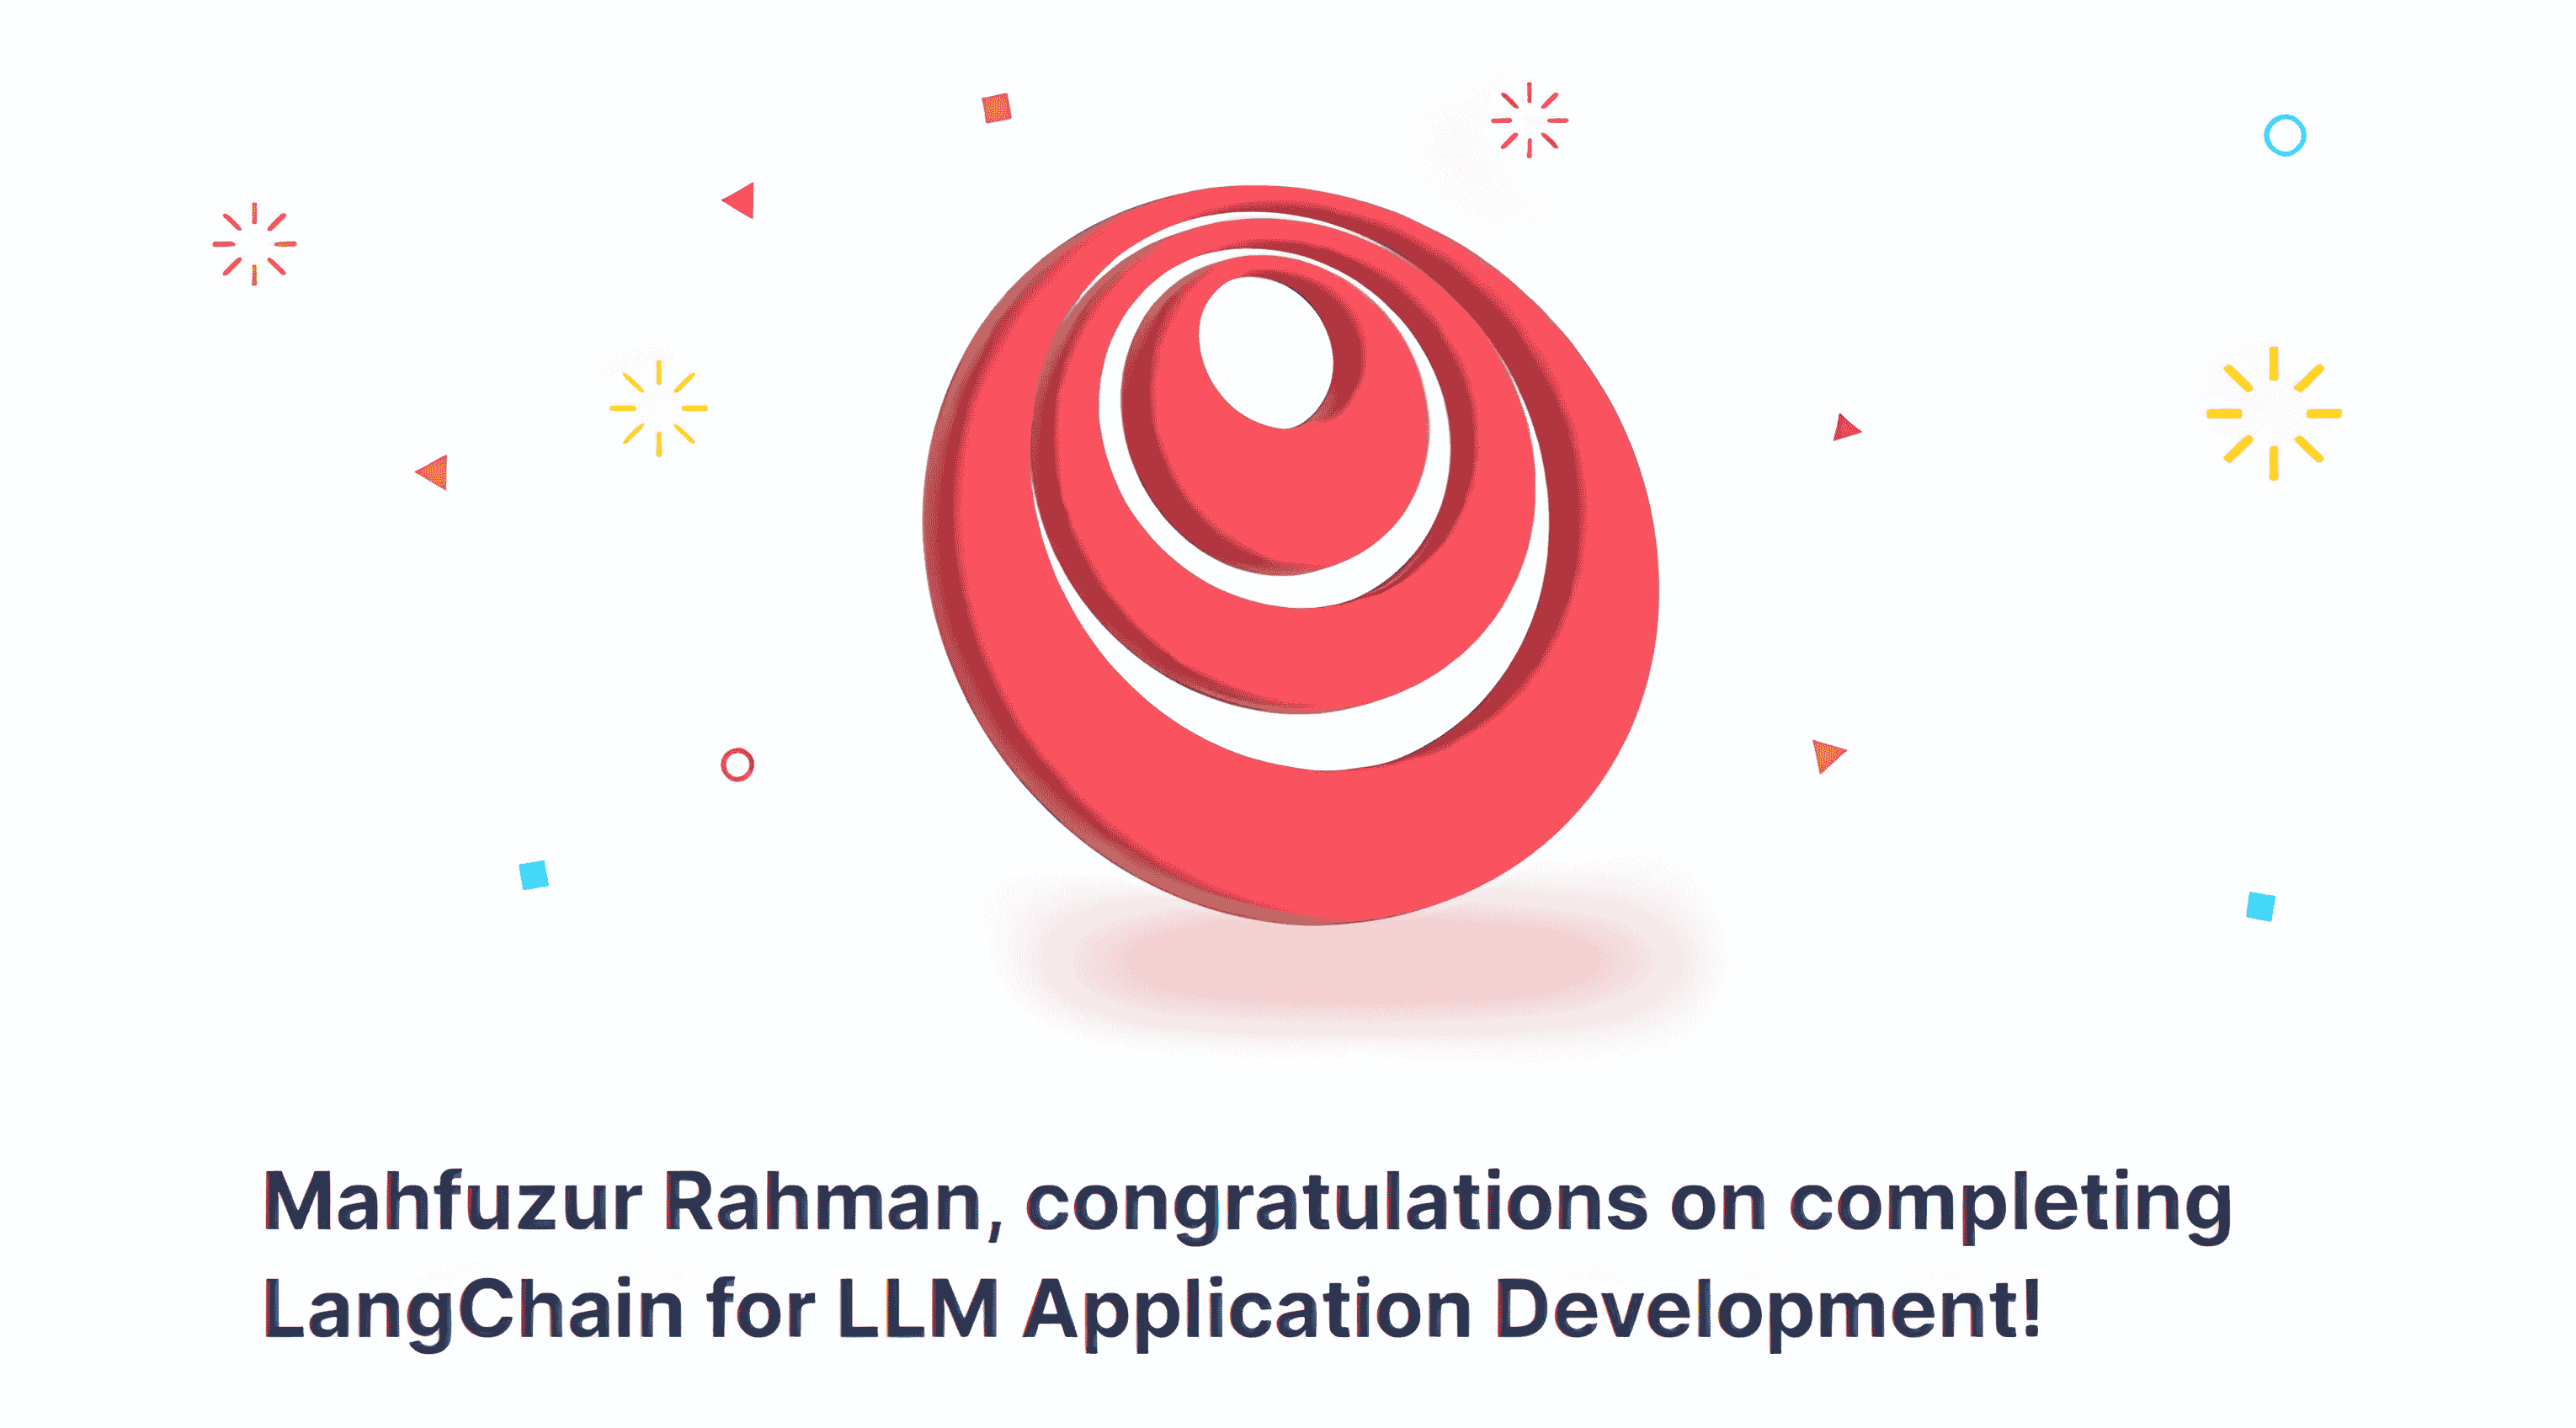 Mahfuzur Rahman, congratulations on completing
LangChain for LLM Application Development!